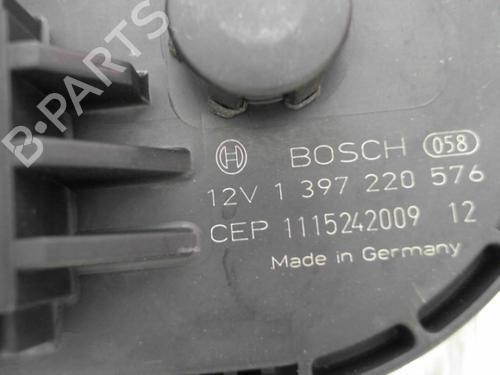 B-PARTS
BOSCH 058
12V 1 397 220 576
CEP 1115242009 12
Made in Germany